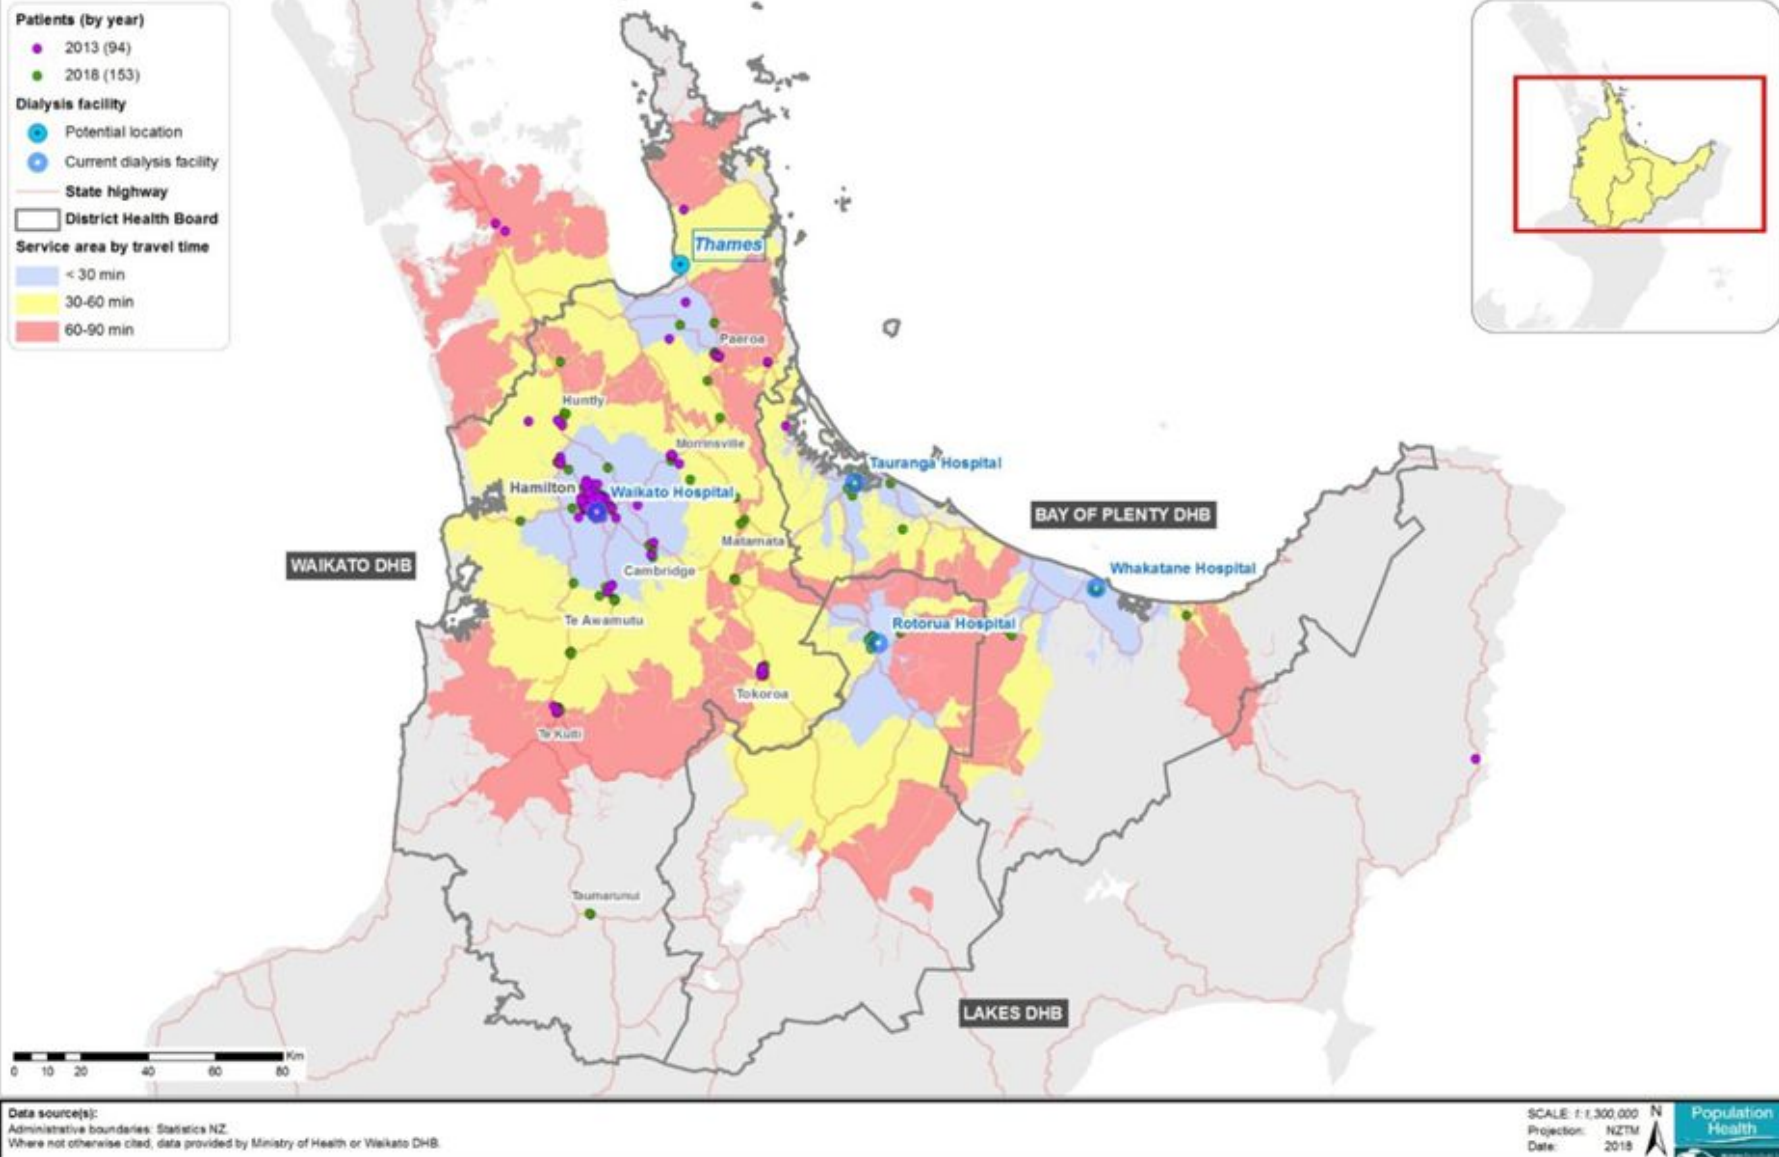 Patients (by year)
2013 (94)
2018 (153)
Dialysis facility
Potential location
Current dialysis facility
State highway
District Health Board
Service area by travel time
< 30 min
30-60 min
60-90 min
Thames
Paeroa
Huntly
Morrinsville
Tauranga Hospital
Hamilton
Waikato Hospital
BAY OF PLENTY DHB
Matamata
WAIKATO DHB
Cambridge
Whakatane Hospital
Te Awamutu
Rotorua Hospital
Tokoroa
Te Kuiti
Taumarunui
LAKES DHB
Km
0 10 20 40 60 80
Data source(s):
Administrative boundaries: Statistics NZ.
Where not otherwise cited, data provided by Ministry of Health or Waikato DHB.
SCALE: 1:1,300,000 N
Projection: NZTM
Date: 2018
Population
Health